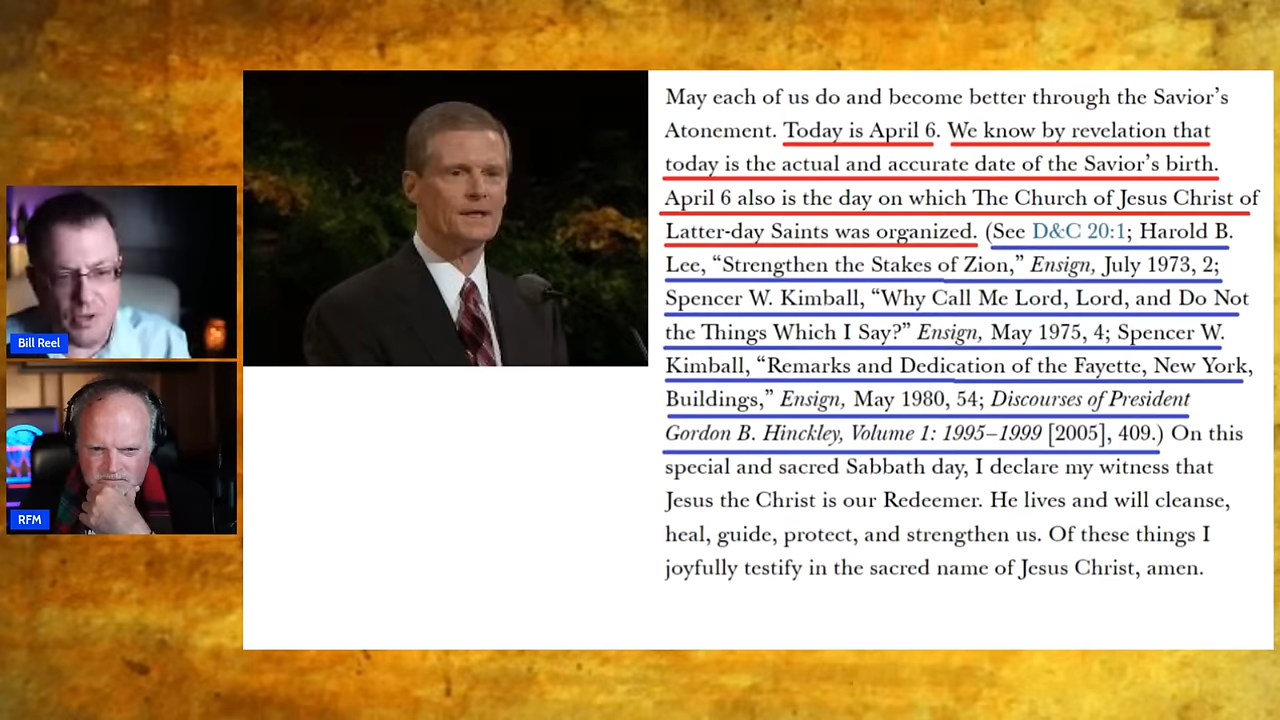 May each of us do and become better through the Savior’s
Atonement. Today is April 6. We know by revelation that
today is the actual and accurate date of the Savior’s birth.
April 6 also is the day on which The Church of Jesus Christ of
Latter-day Saints was organized. (See D&C 20:1; Harold B.
Lee, “Strengthen the Stakes of Zion,” Ensign, July 1973, 2;
Spencer W. Kimball, “Why Call Me Lord, Lord, and Do Not
the Things Which I Say?” Ensign, May 1975, 4; Spencer W.
Kimball, “Remarks and Dedication of the Fayette, New York,
Buildings,” Ensign, May 1980, 54; Discourses of President
Gordon B. Hinckley, Volume 1: 1995–1999 [2005], 409.) On this
special and sacred Sabbath day, I declare my witness that
Jesus the Christ is our Redeemer. He lives and will cleanse,
heal, guide, protect, and strengthen us. Of these things I
joyfully testify in the sacred name of Jesus Christ, amen.
Bill Reel
RFM